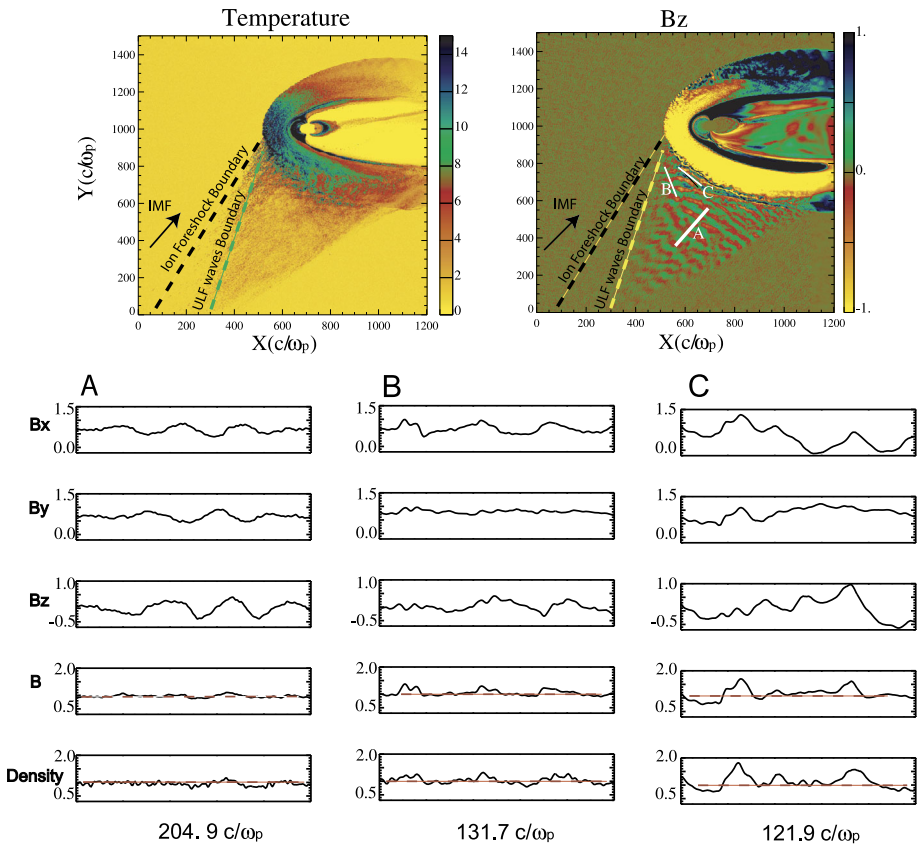 Temperature
Bz
Y(c/ωp)
1400
1200
1000
800
600
400
200
0
0 200 400 600 800 1000 1200
X(c/ωp)
IMF
Ion Foreshock Boundary
ULF waves Boundary
14
12
10
8
6
4
2
0
1400
1200
1000
800
600
400
200
0
0 200 400 600 800 1000 1200
X(c/ωp)
IMF
Ion Foreshock Boundary
ULF waves Boundary
B
C
A
1.
0.
-1.
A B C
Bx
1.5
0.0
1.5
0.0
1.5
0.0
By
1.5
0.0
1.5
0.0
1.5
0.0
Bz
1.0
-0.5
1.0
-0.5
1.0
-0.5
B
2.0
0.5
2.0
0.5
2.0
0.5
Density
2.0
0.5
2.0
0.5
2.0
0.5
204. 9 c/ωp
131.7 c/ωp
121.9 c/ωp